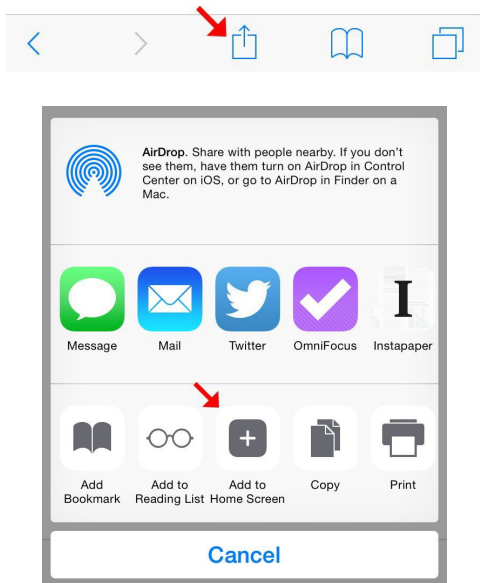 AirDrop. Share with people nearby. If you don't
see them, have them turn on AirDrop in Control
Center on iOS, or go to AirDrop in Finder on a
Mac.
Message Mail Twitter OmniFocus Instapaper
I
Add Bookmark Add to Reading List Add to Home Screen Copy Print
Cancel